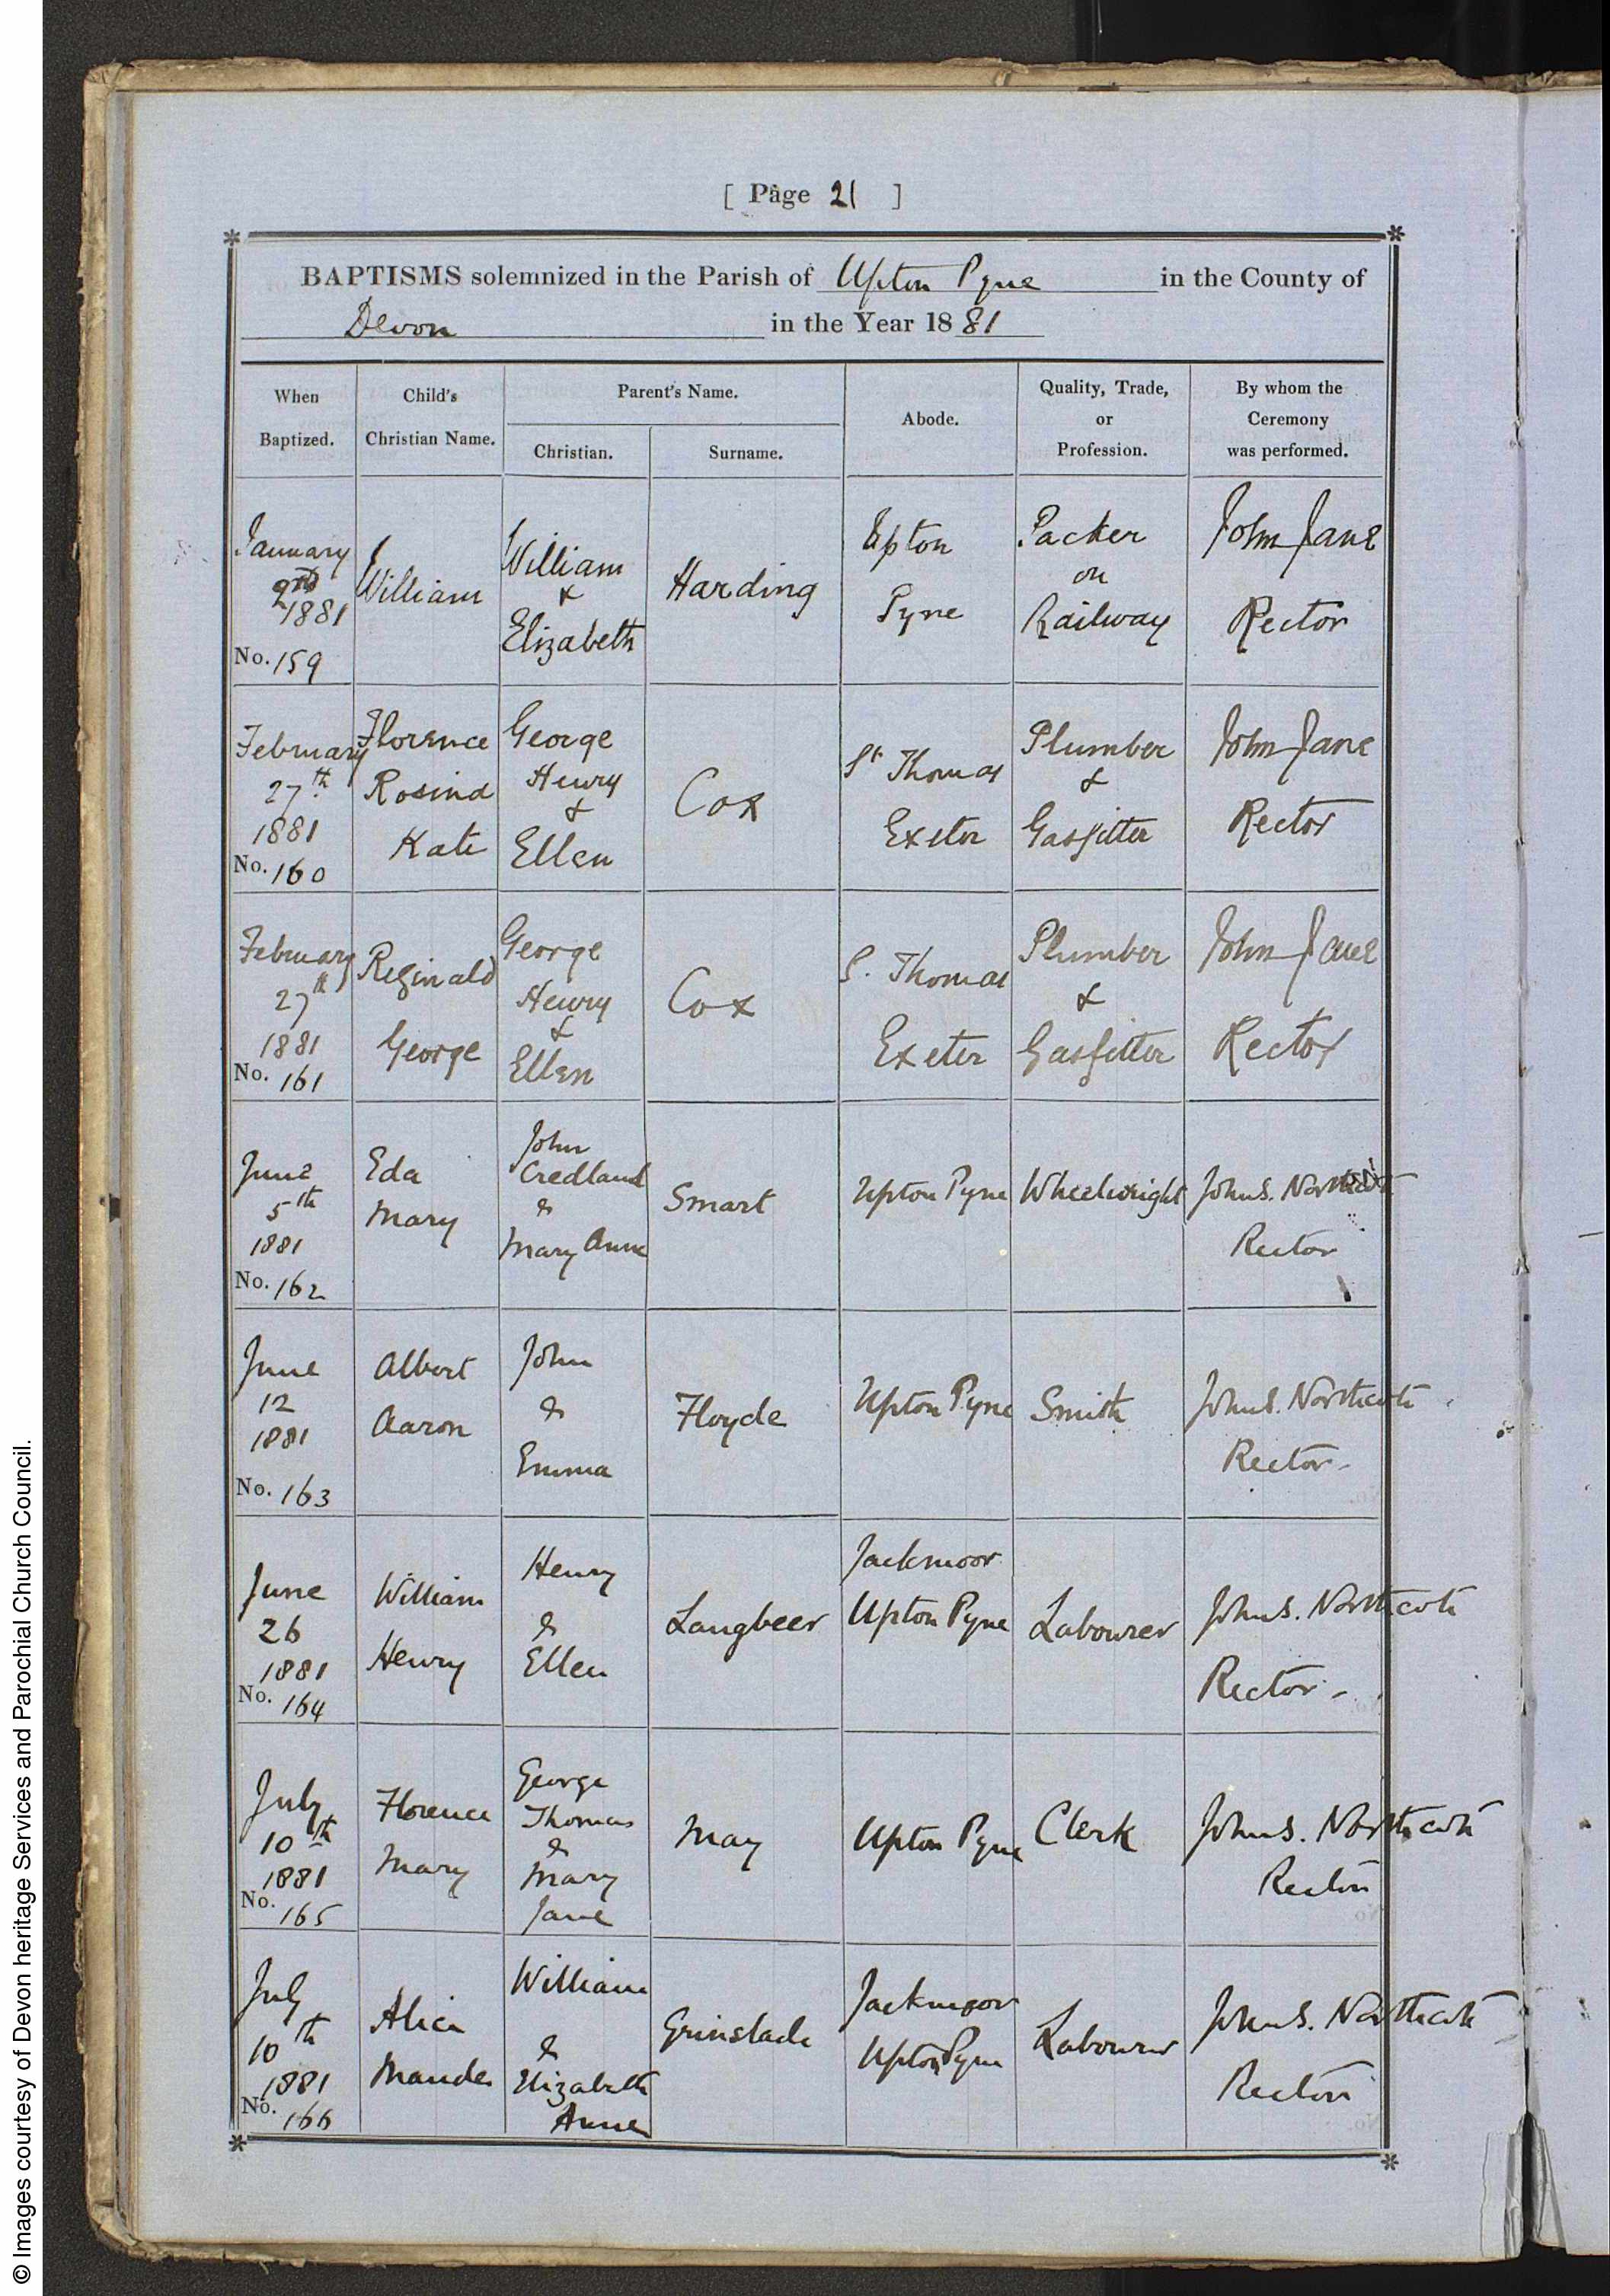 [ Page 21 ]
BAPTISMS solemnized in the Parish of Upton Pyne in the County of
Devon in the Year 1881
When Baptized.
Child's Christian Name.
Parent's Name.
Christian.
Surname.
Abode.
Quality, Trade, or Profession.
By whom the Ceremony was performed.
January
2nd
1881
No. 159
William
William
&
Elizabeth
Harding
Upton
Pyne
Packer
on
Railway
John Jane
Rector
February
27th
1881
No. 160
Florence
Rosina
Kate
George
Henry
&
Ellen
Cox
St Thomas
Exeter
Plumber
&
Gasfitter
John Jane
Rector
February
27th
1881
No. 161
Reginald
George
George
Henry
&
Ellen
Cox
S. Thomas
Exeter
Plumber
&
Gasfitter
John Jane
Rector
June
5th
1881
No. 162
Eda
Mary
John
Credland
&
Mary Anne
Smart
Upton Pyne
Wheelwright
John S. Northcote
Rector
June
12
1881
No. 163
Albert
Aaron
John
&
Emma
Floyde
Upton Pyne
Smith
John S. Northcote
Rector-
June
26
1881
No. 164
William
Henry
Henry
&
Ellen
Langbeer
Jackmoor
Upton Pyne
Labourer
John S. Northcote
Rector -
July
10th
1881
No. 165
Florence
Mary
George
Thomas
&
Mary
Jane
May
Upton Pyne
Clerk
John S. Northcote
Rector
July
10th
1881
No. 166
Alice
Maude
William
&
Elizabeth
Anne
Grinslade
Jackmoor
Upton Pyne
Labourer
John S. Northcote
Rector
© Images courtesy of Devon heritage Services and Parochial Church Council.